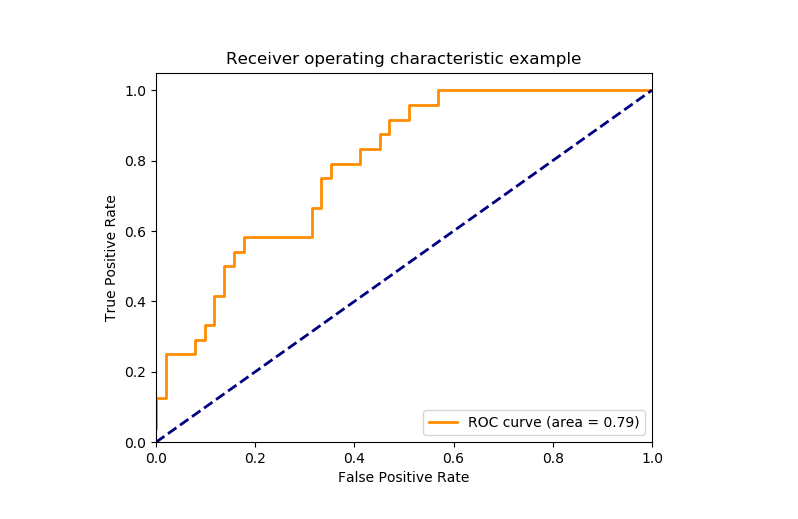 Receiver operating characteristic example
True Positive Rate
1.0
0.8
0.6
0.4
0.2
0.0
ROC curve (area = 0.79)
0.0 0.2 0.4 0.6 0.8 1.0
False Positive Rate